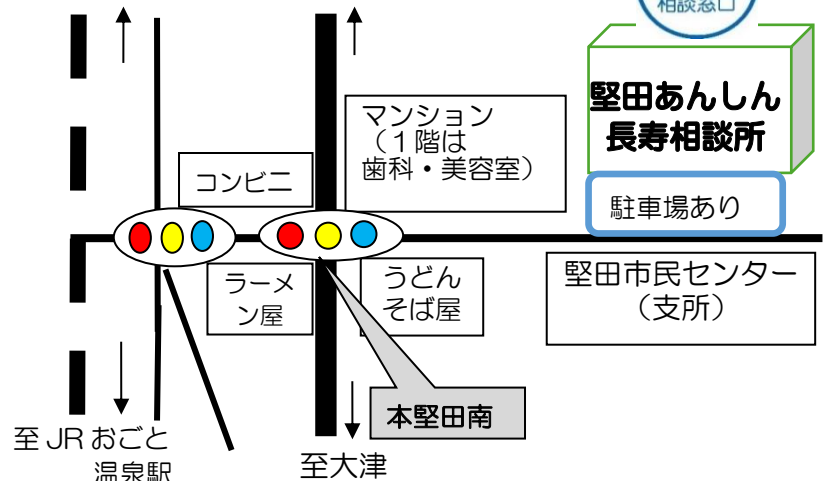 相談窓口
堅田あんしん
長寿相談所
マンション
（１階は
歯科・美容室）
コンビニ
駐車場あり
ラーメ
ン屋
うどん
そば屋
堅田市民センター
（支所）
本堅田南
至JRおごと
温泉駅
至大津